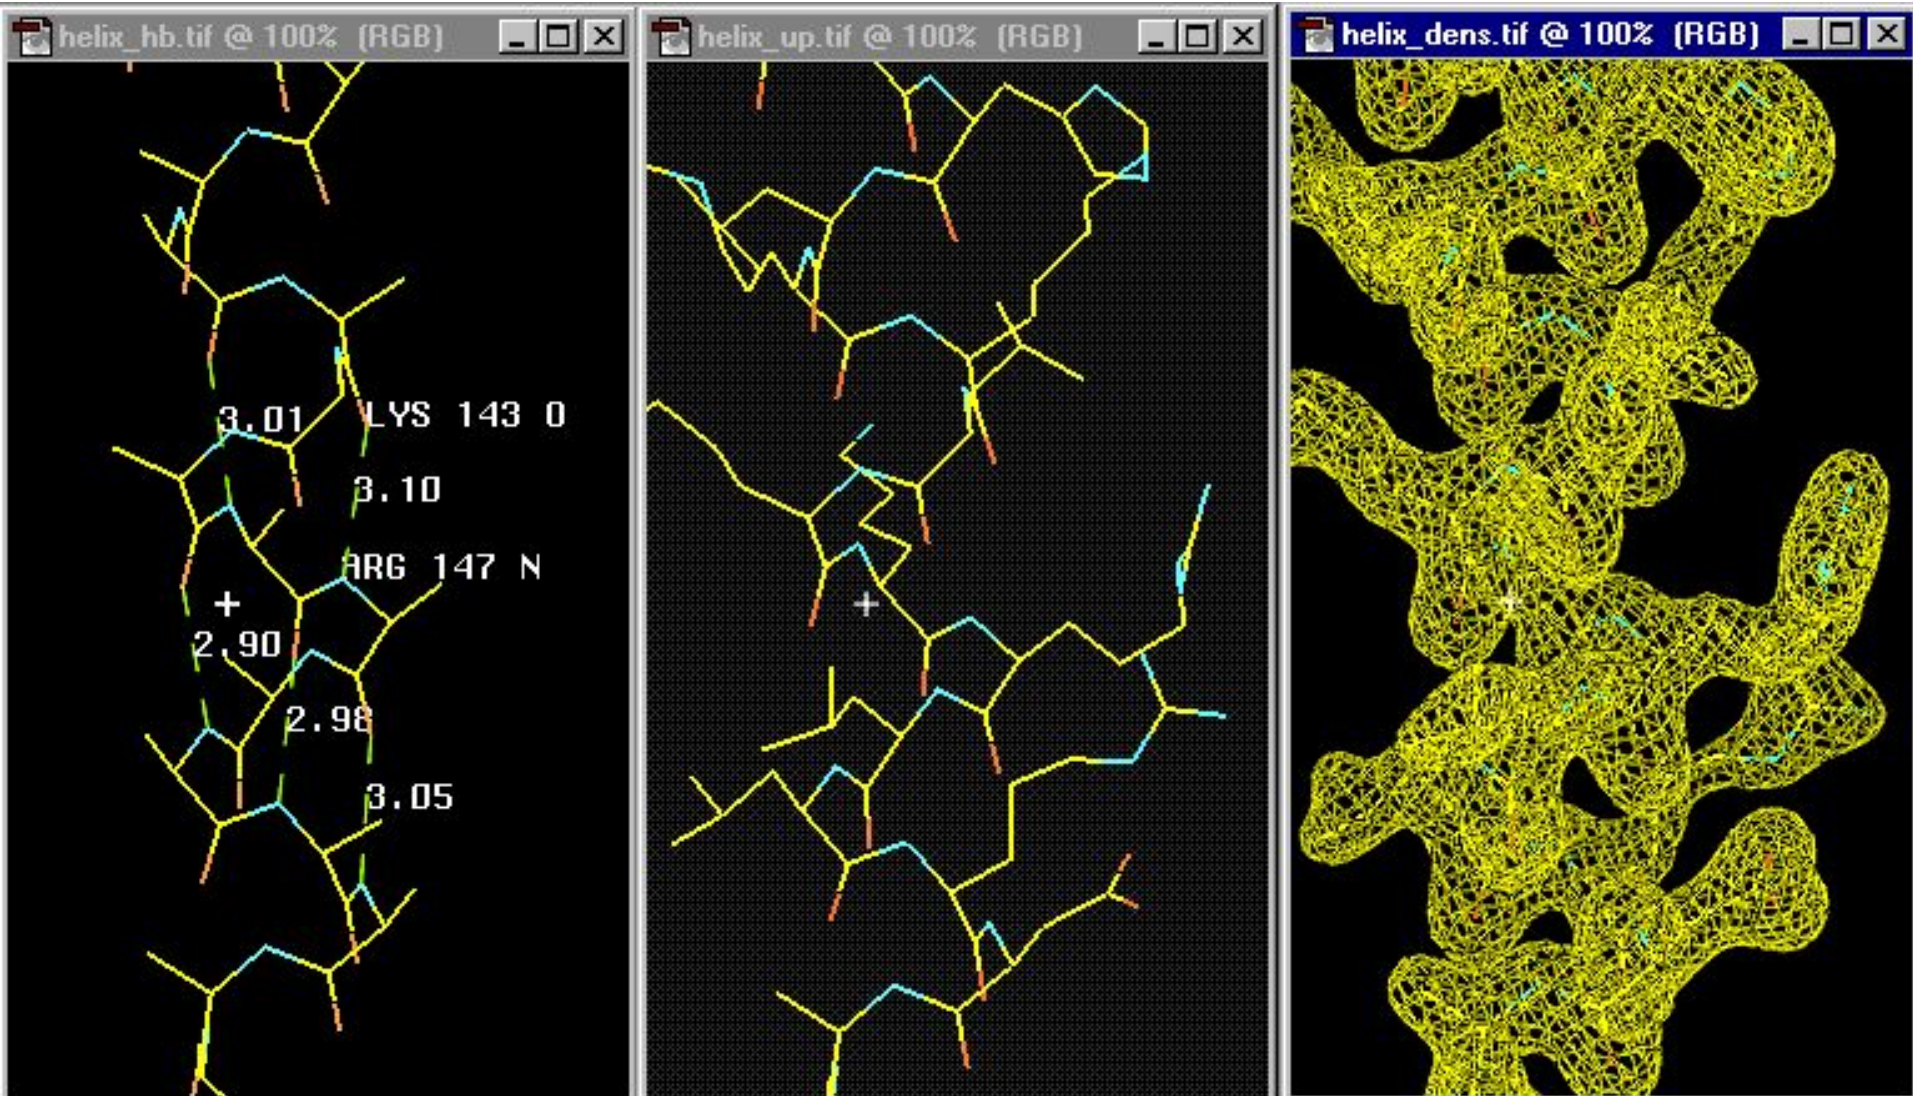 helix_hb.tif @ 100% (RGB)
helix_up.tif @ 100% (RGB)
helix_dens.tif @ 100% (RGB)
3.01
LYS 143 O
3.10
ARG 147 N
2.90
2.98
3.05